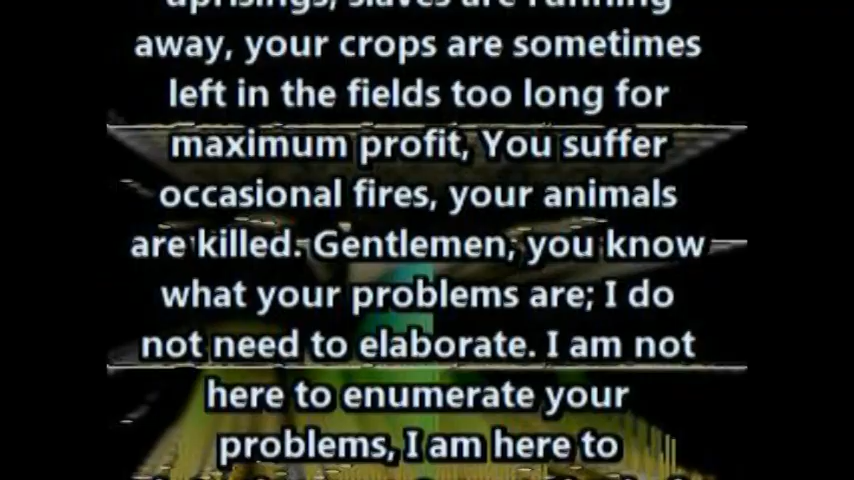 uprisings, slaves are running
away, your crops are sometimes
left in the fields too long for
maximum profit, You suffer
occasional fires, your animals
are killed. Gentlemen, you know
what your problems are; I do
not need to elaborate. I am not
here to enumerate your
problems, I am here to